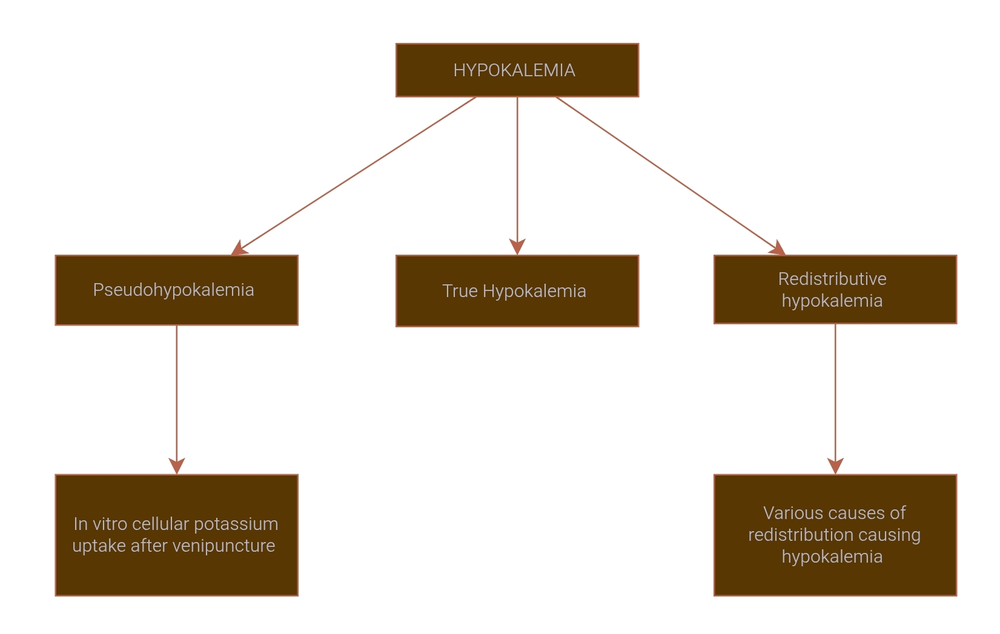 HYPOKALEMIA
Pseudohypokalemia
True Hypokalemia
Redistributive
hypokalemia
In vitro cellular potassium
uptake after venipuncture
Various causes of
redistribution causing
hypokalemia